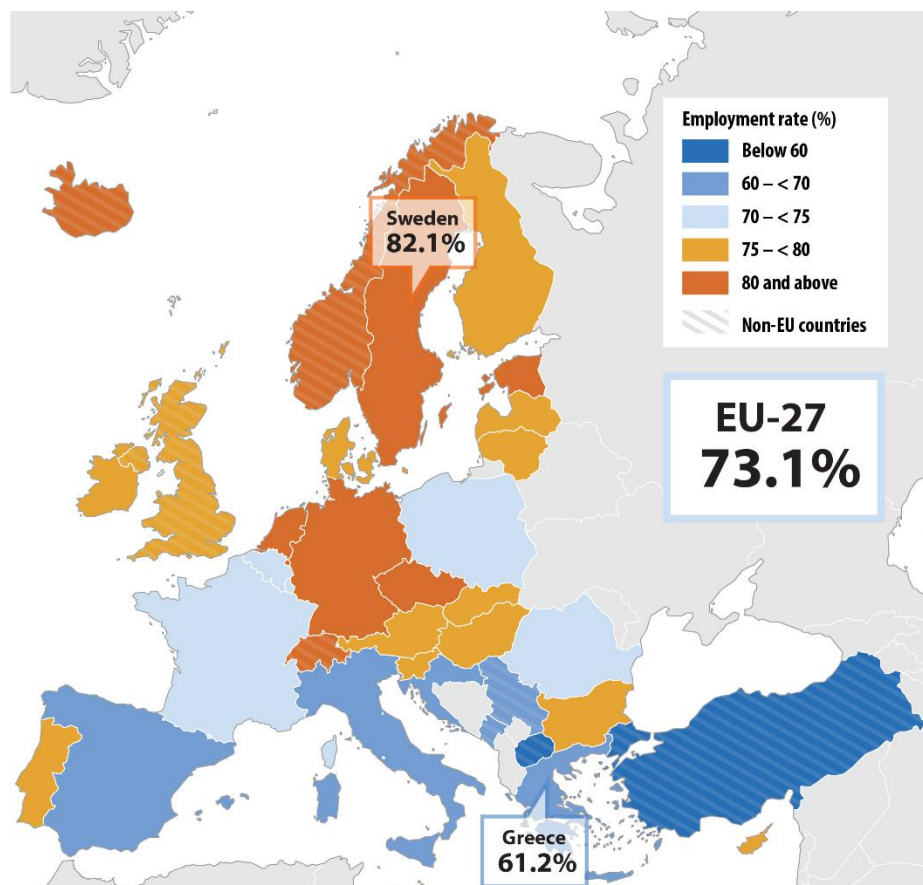 Employment rate (%)
Below 60
60 – < 70
70 – < 75
75 – < 80
80 and above
Non-EU countries
Sweden
82.1%
EU-27
73.1%
Greece
61.2%